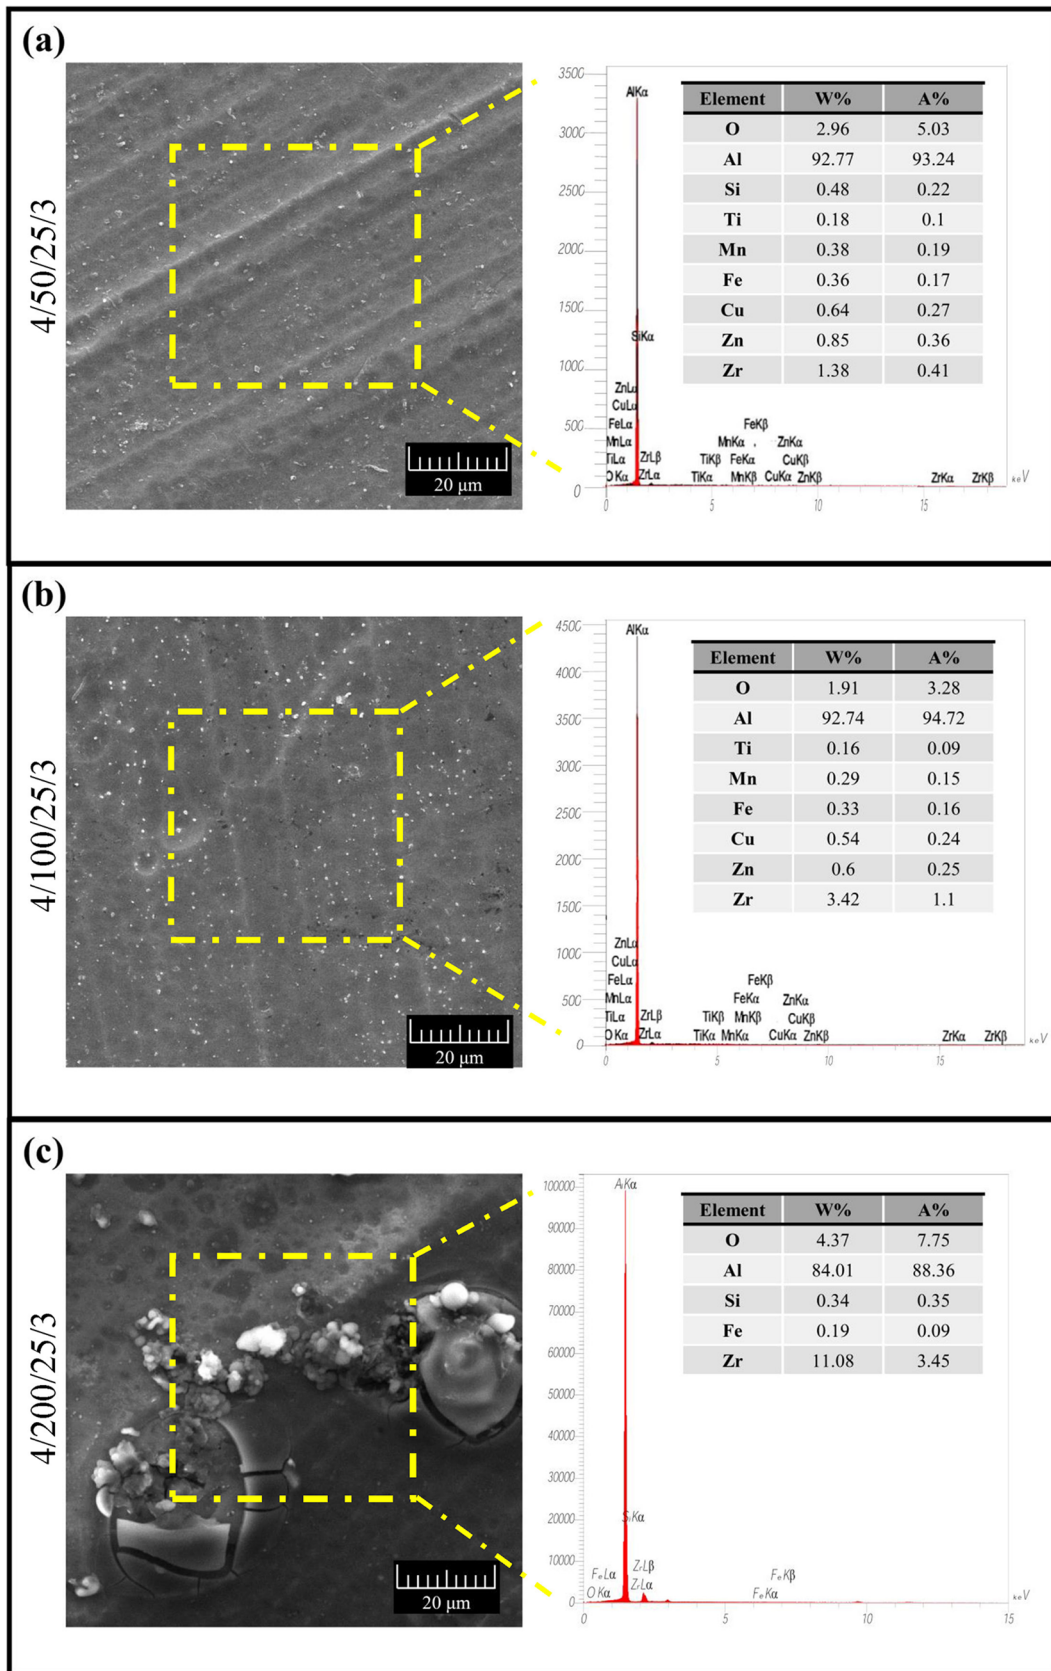 (a)
4/50/25/3
20 µm
3500
3000
2500
2000
1500
1000
500
0
AlKα
SiKα
ZnLα
CuLα
FeLα
MnLα
TiLα
ZrLβ
O Kα
ZrLα
FeKβ
MnKα
ZnKα
TiKβ
FeKα
CuKβ
TiKα
MnKβ
CuKα
ZnKβ
ZrKα
ZrKβ
0
5
10
15
keV
Element W% A%
O 2.96 5.03
Al 92.77 93.24
Si 0.48 0.22
Ti 0.18 0.1
Mn 0.38 0.19
Fe 0.36 0.17
Cu 0.64 0.27
Zn 0.85 0.36
Zr 1.38 0.41
(b)
4/100/25/3
20 µm
4500
4000
3500
3000
2500
2000
1500
1000
500
0
AlKα
ZnLα
CuLα
FeLα
MnLα
TiLα
ZrLβ
O Kα
ZrLα
FeKβ
FeKα
ZnKα
TiKβ
MnKβ
CuKβ
TiKα
MnKα
CuKα
ZnKβ
ZrKα
ZrKβ
0
5
10
15
keV
Element W% A%
O 1.91 3.28
Al 92.74 94.72
Ti 0.16 0.09
Mn 0.29 0.15
Fe 0.33 0.16
Cu 0.54 0.24
Zn 0.6 0.25
Zr 3.42 1.1
(c)
4/200/25/3
20 µm
100000
90000
80000
70000
60000
50000
40000
30000
20000
10000
0
AlKα
SiKα
FeLα
ZrLβ
O Kα
ZrLα
FeKβ
FeKα
0
5
10
15
keV
Element W% A%
O 4.37 7.75
Al 84.01 88.36
Si 0.34 0.35
Fe 0.19 0.09
Zr 11.08 3.45